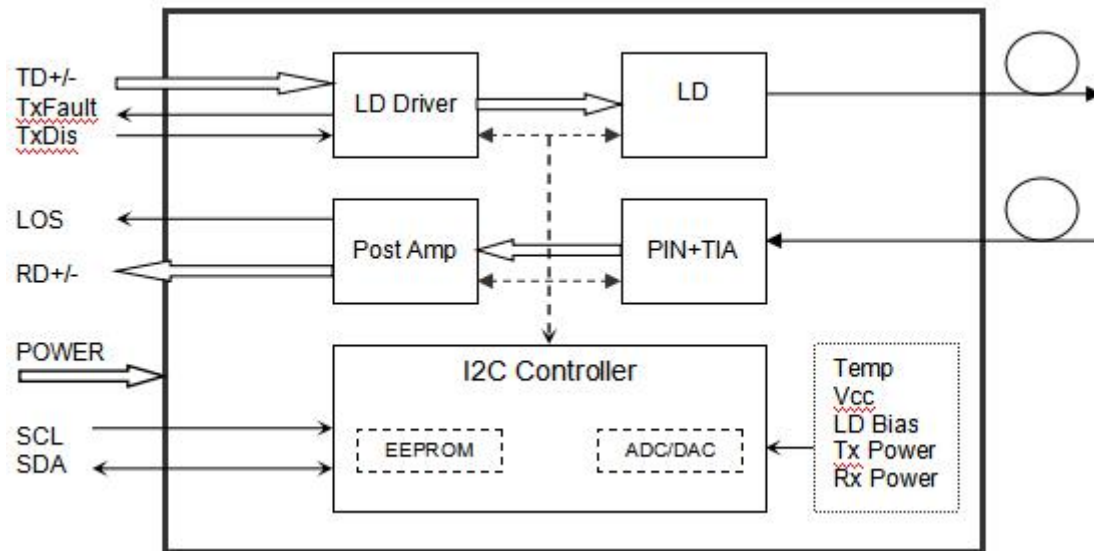 TD+/-
TxFault
TxDis
LD Driver
LD
LOS
RD+/-
Post Amp
PIN+TIA
POWER
SCL
SDA
I2C Controller
EEPROM
ADC/DAC
Temp
Vcc
LD Bias
Tx Power
Rx Power